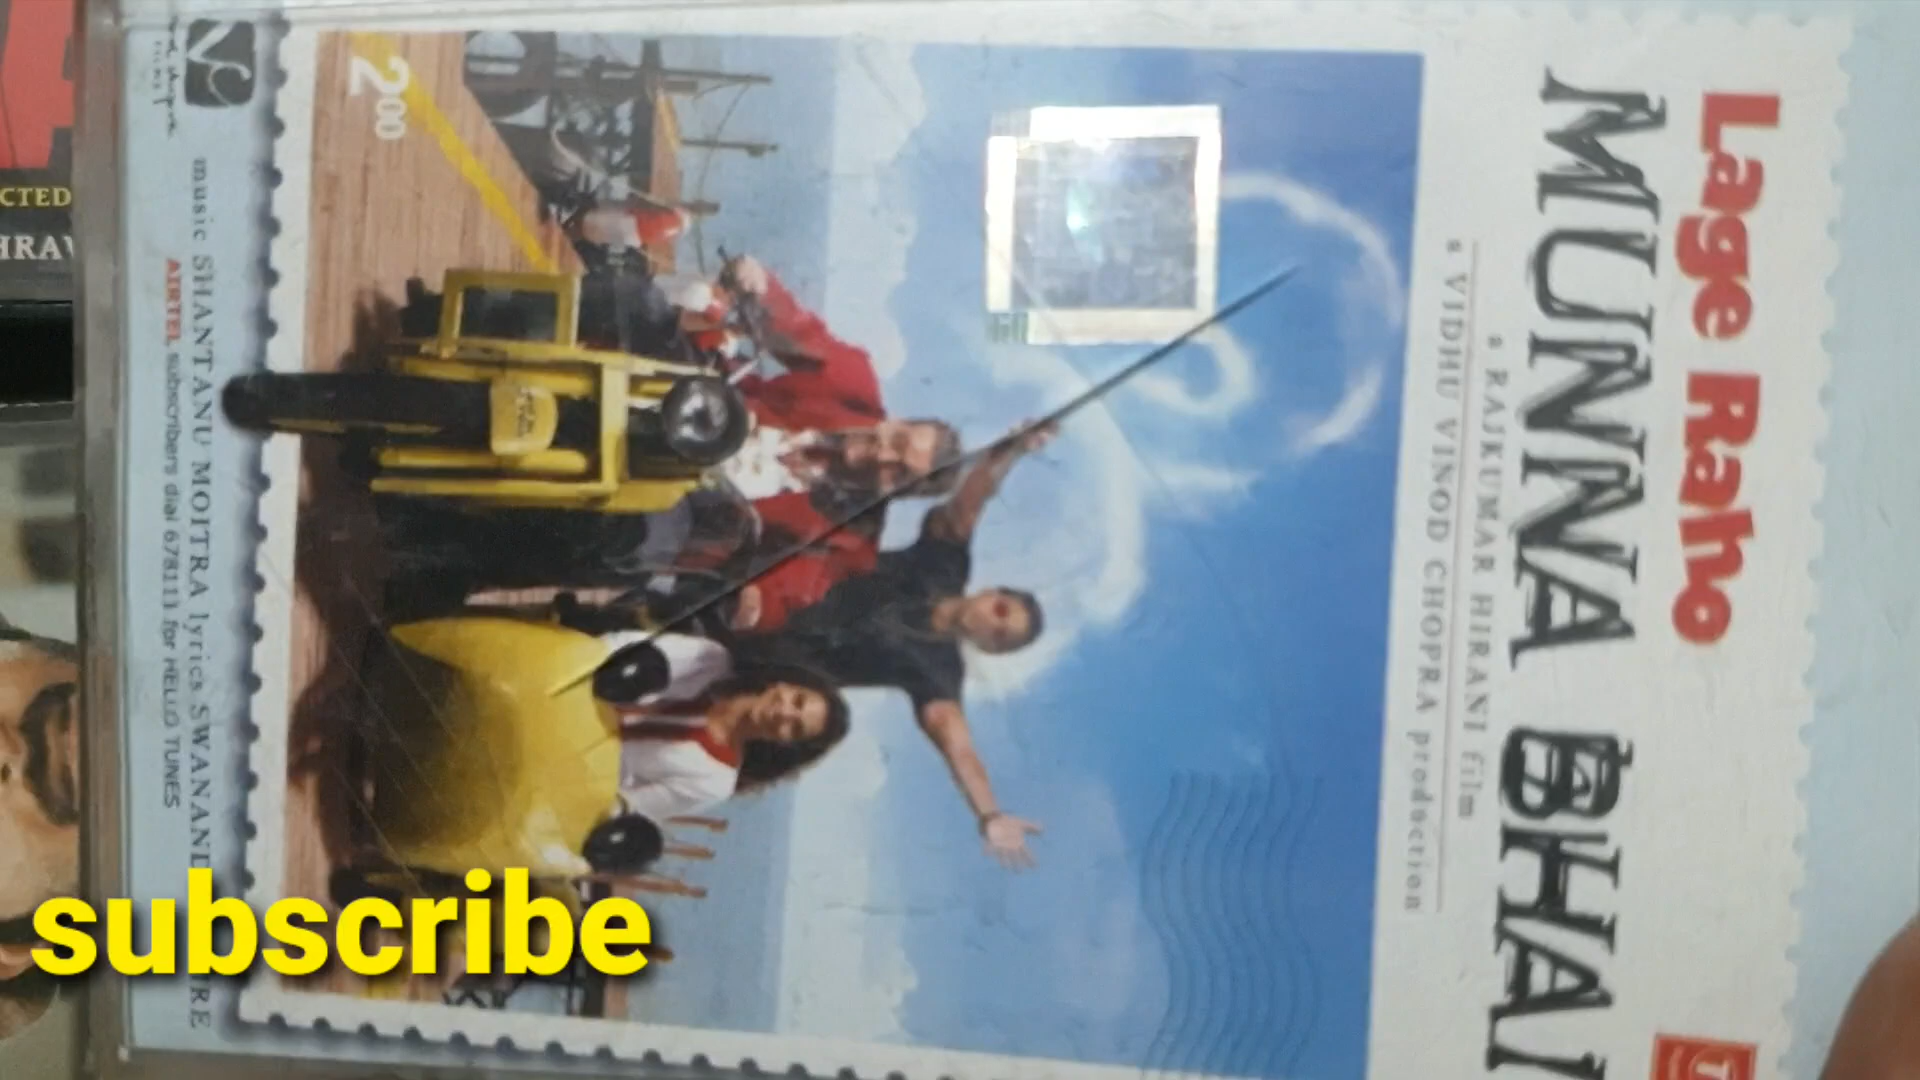 Lage Raho
MUNNA BHAI
a RAJKUMAR HIRANI film
a VIDHU VINOD CHOPRA production
T
2.00
music SHANTANU MOITRA lyrics SWANAND
AIRTEL subscribers dial 678111 for HELLO TUNES
CTED
subscribe